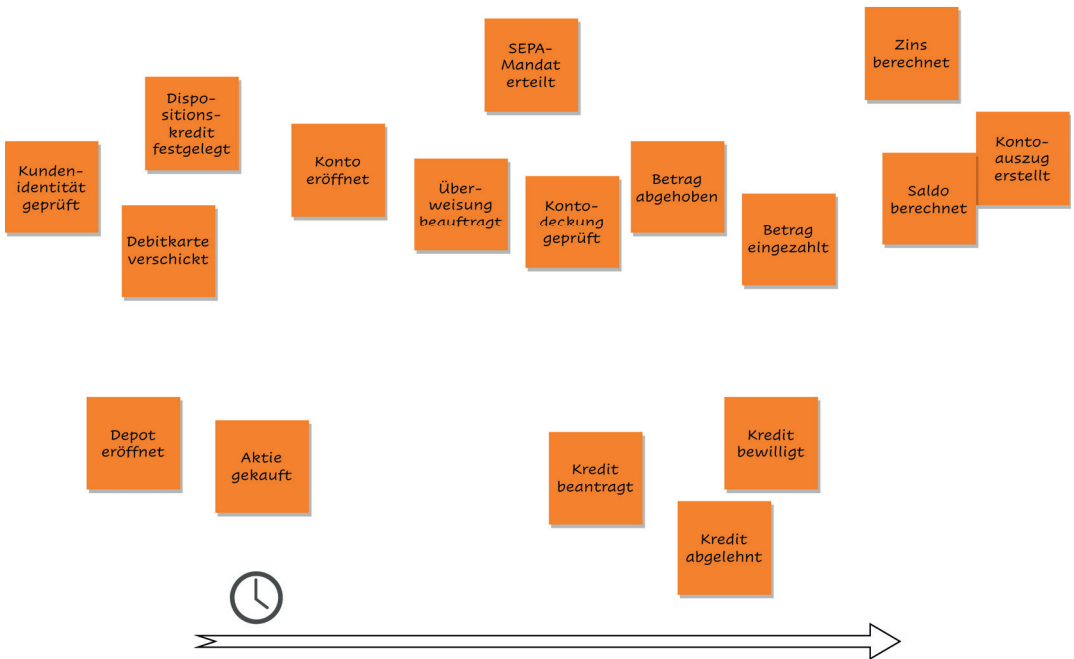 SEPA-
Mandat
erteilt
Zins
berechnet
Dispo-
sitions-
kredit
festgelegt
Kunden-
identität
geprüft
Konto
eröffnet
Über-
weisung
beauftragt
Konto-
deckung
geprüft
Betrag
abgehoben
Betrag
eingezahlt
Saldo
berechnet
Konto-
auszug
erstellt
Debitkarte
verschickt
Depot
eröffnet
Aktie
gekauft
Kredit
beantragt
Kredit
bewilligt
Kredit
abgelehnt